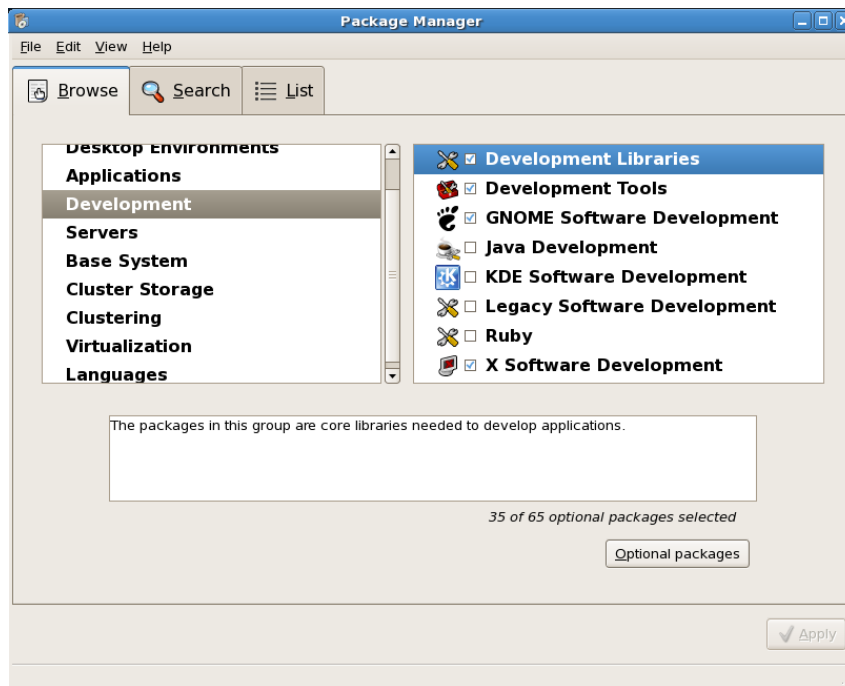 Package Manager
File Edit View Help
Browse Search List
Desktop Environments
Applications
Development
Servers
Base System
Cluster Storage
Clustering
Virtualization
Languages
Development Libraries
Development Tools
GNOME Software Development
Java Development
KDE Software Development
Legacy Software Development
Ruby
X Software Development
The packages in this group are core libraries needed to develop applications.
35 of 65 optional packages selected
Optional packages
Apply